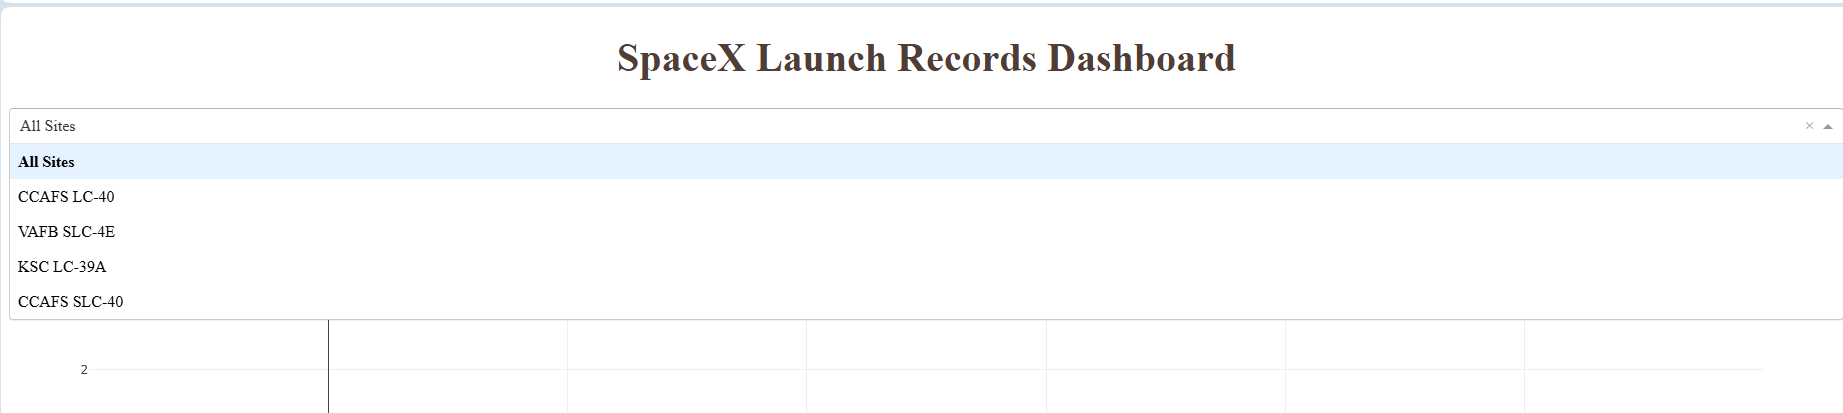 SpaceX Launch Records Dashboard
All Sites
All Sites
CCAFS LC-40
VAFB SLC-4E
KSC LC-39A
CCAFS SLC-40
2